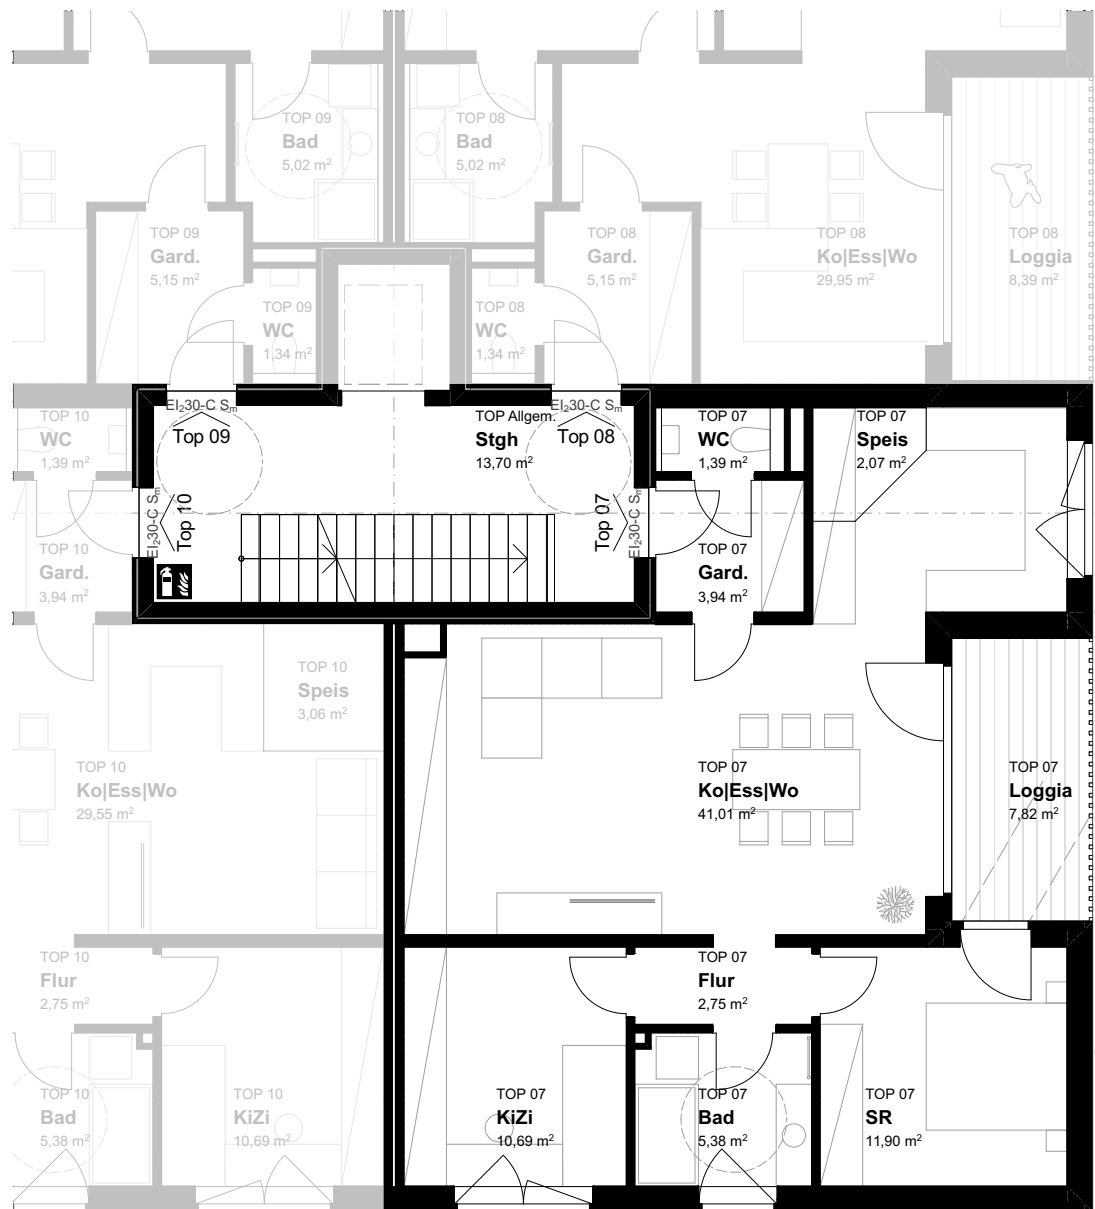 TOP 09
Bad
5,02 m²
TOP 08
Bad
5,02 m²
TOP 09
Gard.
5,15 m²
TOP 08
Gard.
5,15 m²
TOP 08
Ko|Ess|Wo
29,95 m²
TOP 08
Loggia
8,39 m²
TOP 09
WC
1,34 m²
TOP 08
WC
1,34 m²
TOP 10
WC
1,39 m²
EI₂30-C Sₘ
Top 09
TOP Allgem.
Stgh
13,70 m²
EI₂30-C Sₘ
Top 08
TOP 07
WC
1,39 m²
TOP 07
Speis
2,07 m²
EI₂30-C Sₘ
Top 10
Top 07
EI₂30-C Sₘ
TOP 10
Gard.
3,94 m²
TOP 07
Gard.
3,94 m²
TOP 10
Speis
3,06 m²
TOP 10
Ko|Ess|Wo
29,55 m²
TOP 07
Ko|Ess|Wo
41,01 m²
TOP 07
Loggia
7,82 m²
TOP 10
Flur
2,75 m²
TOP 07
Flur
2,75 m²
TOP 10
Bad
5,38 m²
TOP 10
KiZi
10,69 m²
TOP 07
KiZi
10,69 m²
TOP 07
Bad
5,38 m²
TOP 07
SR
11,90 m²